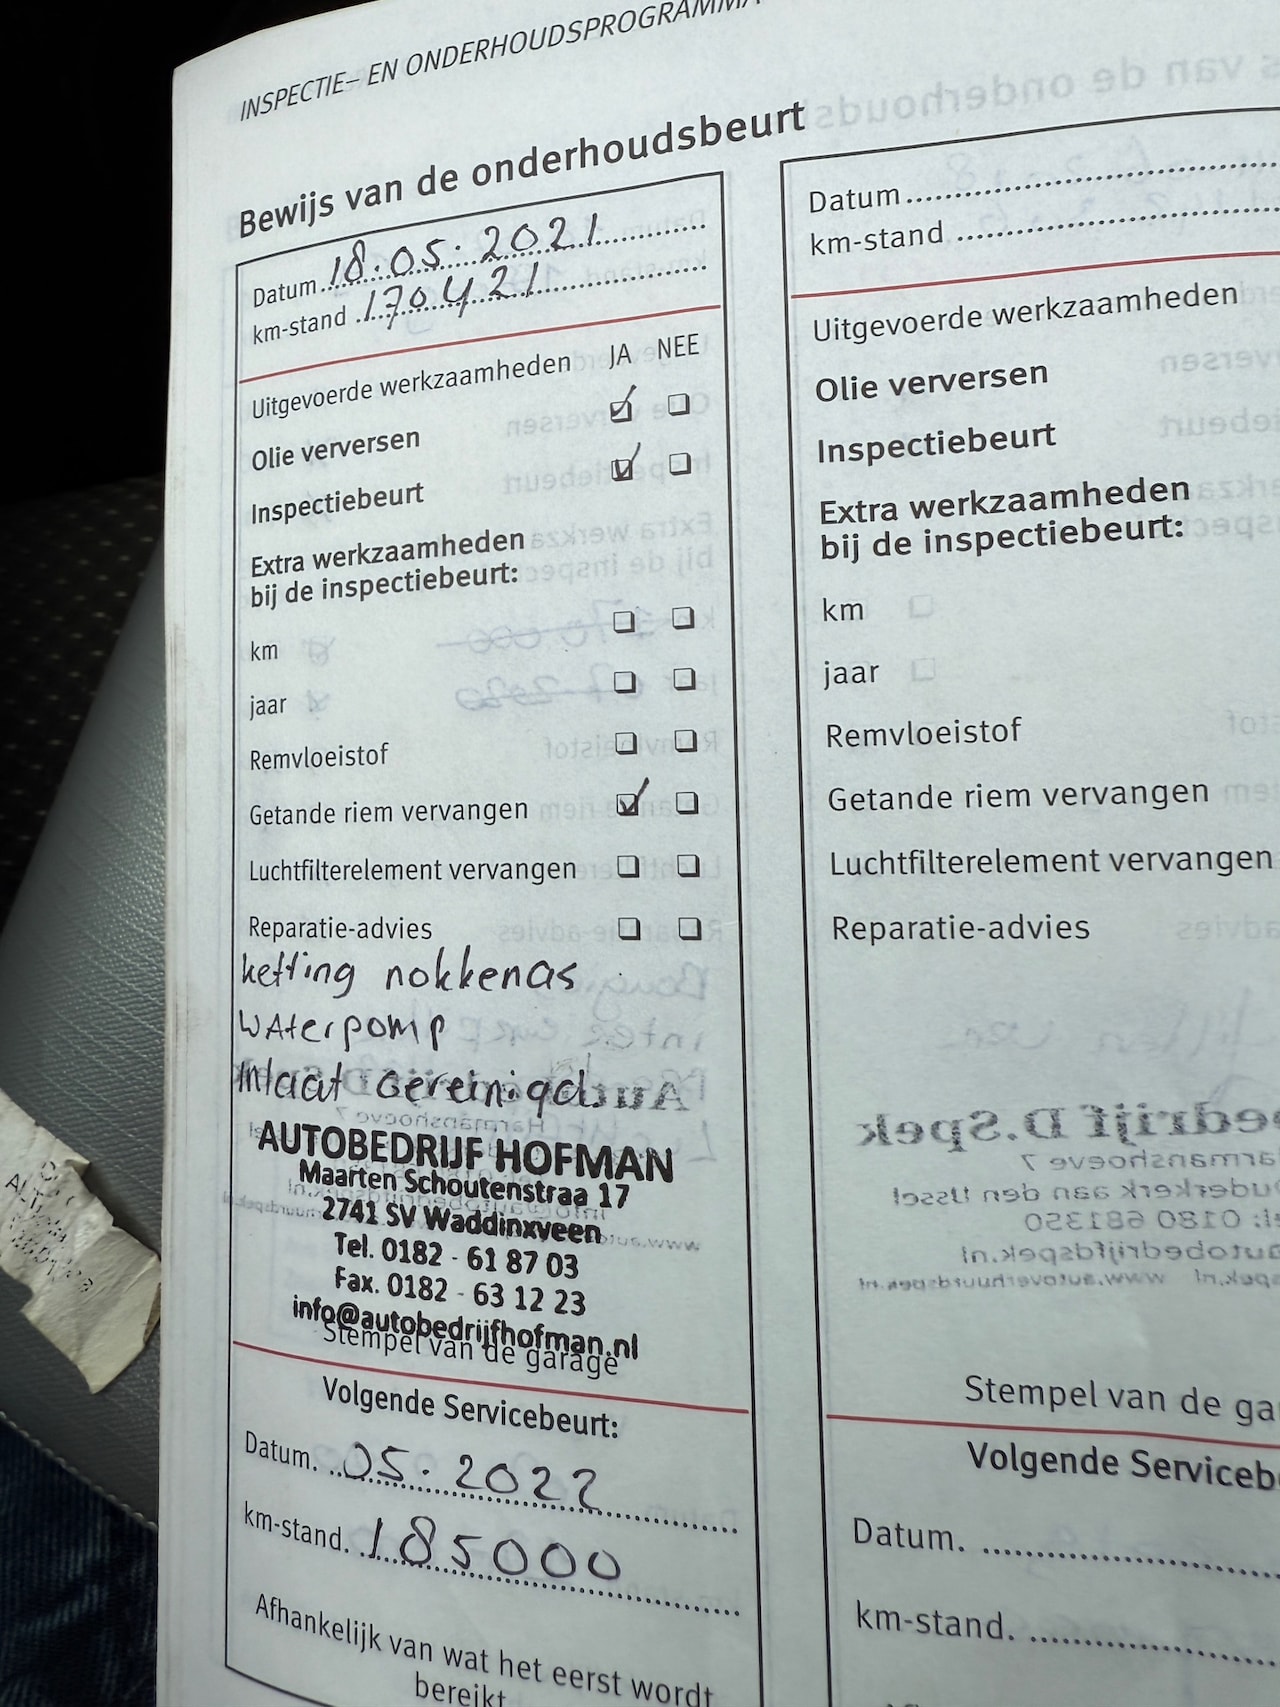 INSPECTIE- EN ONDERHOUDSPROGRAMMA
Bewijs van de onderhoudsbeurt
Datum 18.05.2021
km-stand 170421
Uitgevoerde werkzaamheden JA NEE
Olie verversen
Inspectiebeurt
Extra werkzaamheden
bij de inspectiebeurt:
km
jaar
Remvloeistof
Getande riem vervangen
Luchtfilterelement vervangen
Reparatie-advies
ketting nokkenas
waterpomp
inlaat gereinigd
AUTOBEDRIJF HOFMAN
Maarten Schoutenstraa 17
2741 SV Waddinxveen
Tel. 0182 - 61 87 03
Fax. 0182 - 63 12 23
info@autobedrijfhofman.nl
Stempel van de garage
Volgende Servicebeurt:
Datum. 05.2022
km-stand. 185000
Afhankelijk van wat het eerst wordt
bereikt
Datum
km-stand
Uitgevoerde werkzaamheden
Olie verversen
Inspectiebeurt
Extra werkzaamheden
bij de inspectiebeurt:
km
jaar
Remvloeistof
Getande riem vervangen
Luchtfilterelement vervangen
Reparatie-advies
Stempel van de ga
Volgende Serviceb
Datum.
km-stand.